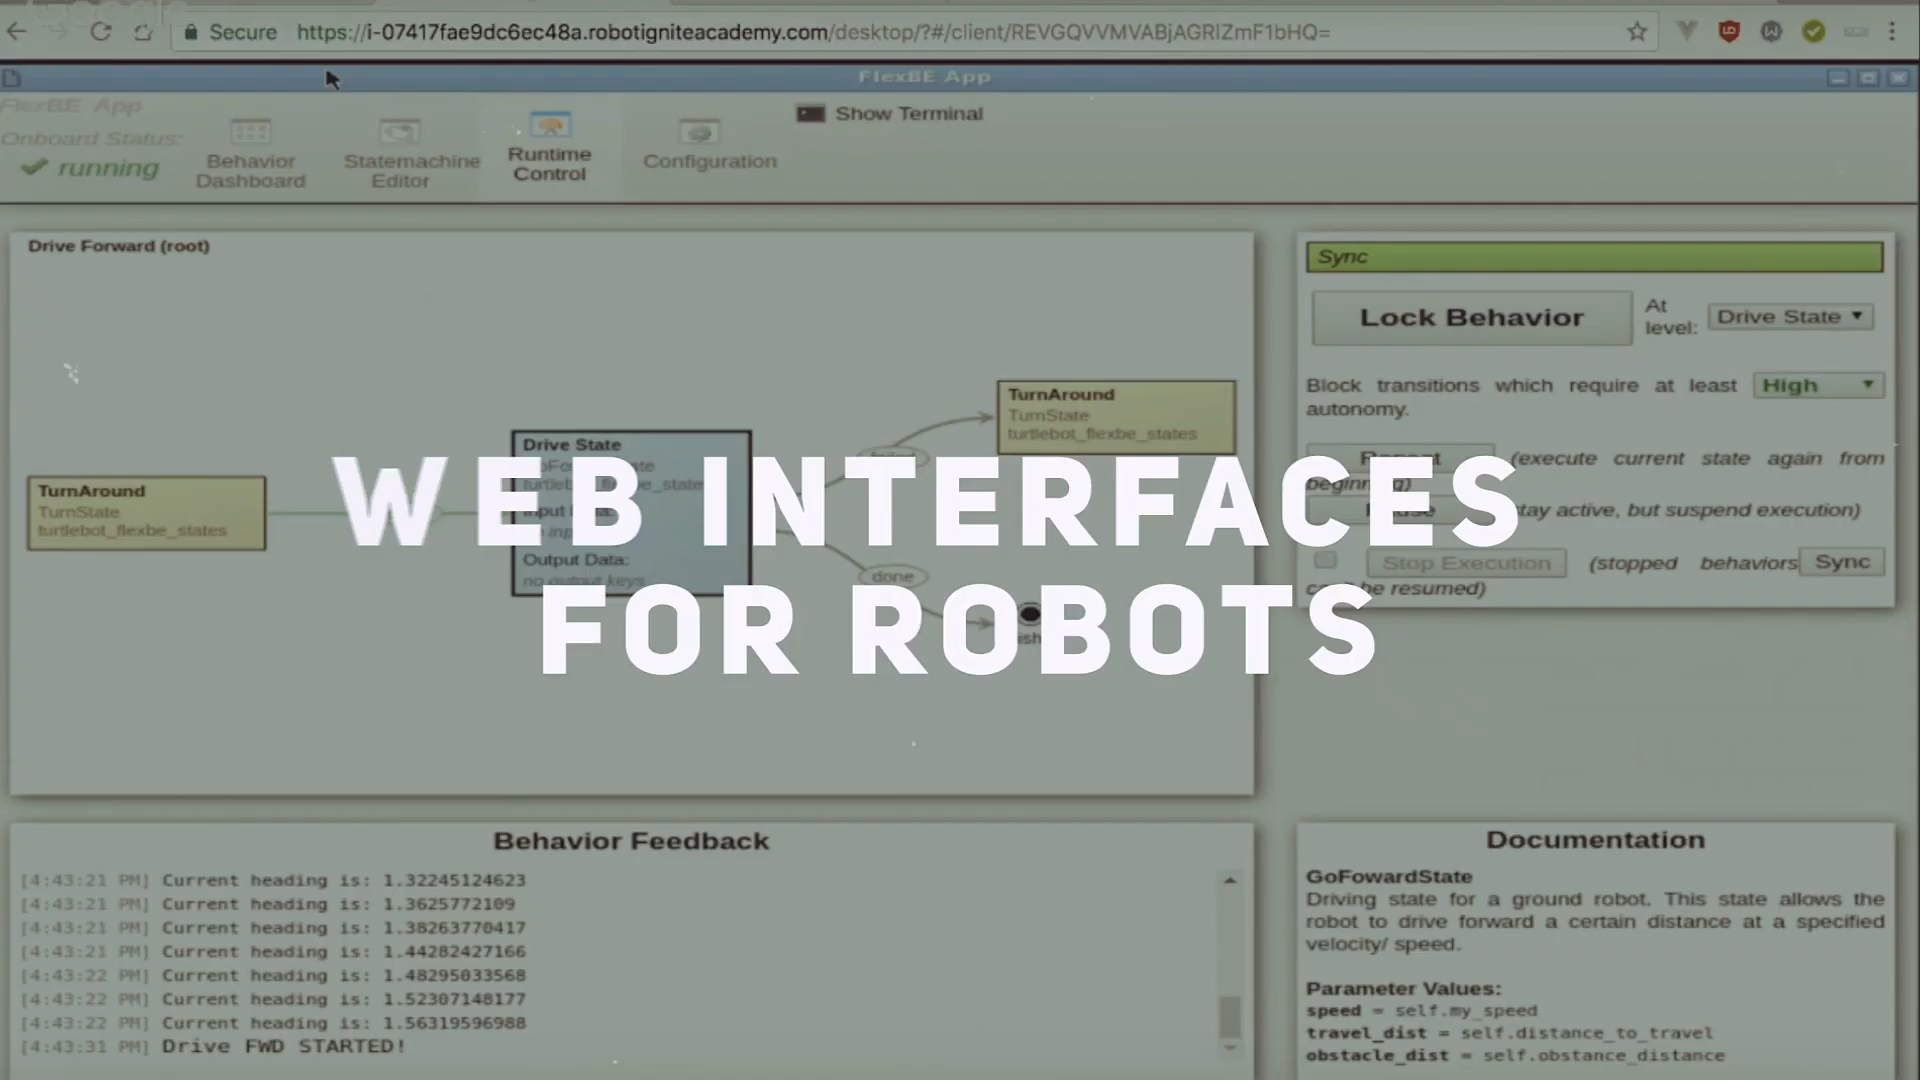 Secure https://i-07417fae9dc6ec48a.robotigniteacademy.com/desktop/?#/client/REVGQVVMVABjAGRlZmF1bHQ=
FlexBE App
FlexBE App
Onboard Status:
running
Behavior
Dashboard
Statemachine
Editor
Runtime
Control
Configuration
Show Terminal
Drive Forward (root)
TurnAround
TurnState
turtlebot_flexbe_states
Drive State
Output Data:
no output keys
done
TurnAround
TurnState
turtlebot_flexbe_states
WEB INTERFACES
FOR ROBOTS
Sync
Lock Behavior
At
level:
Drive State
Block transitions which require at least High
autonomy.
(execute current state again from
beginning)
stay active, but suspend execution)
Stop Execution (stopped behaviors Sync
be resumed)
Behavior Feedback
[4:43:21 PM] Current heading is: 1.32245124623
[4:43:21 PM] Current heading is: 1.3625772109
[4:43:21 PM] Current heading is: 1.38263770417
[4:43:21 PM] Current heading is: 1.44282427166
[4:43:22 PM] Current heading is: 1.48295033568
[4:43:22 PM] Current heading is: 1.52307148177
[4:43:22 PM] Current heading is: 1.56319596988
[4:43:31 PM] Drive FWD STARTED!
Documentation
GoFowardState
Driving state for a ground robot. This state allows the
robot to drive forward a certain distance at a specified
velocity/ speed.
Parameter Values:
speed = self.my_speed
travel_dist = self.distance_to_travel
obstacle_dist = self.obstance_distance